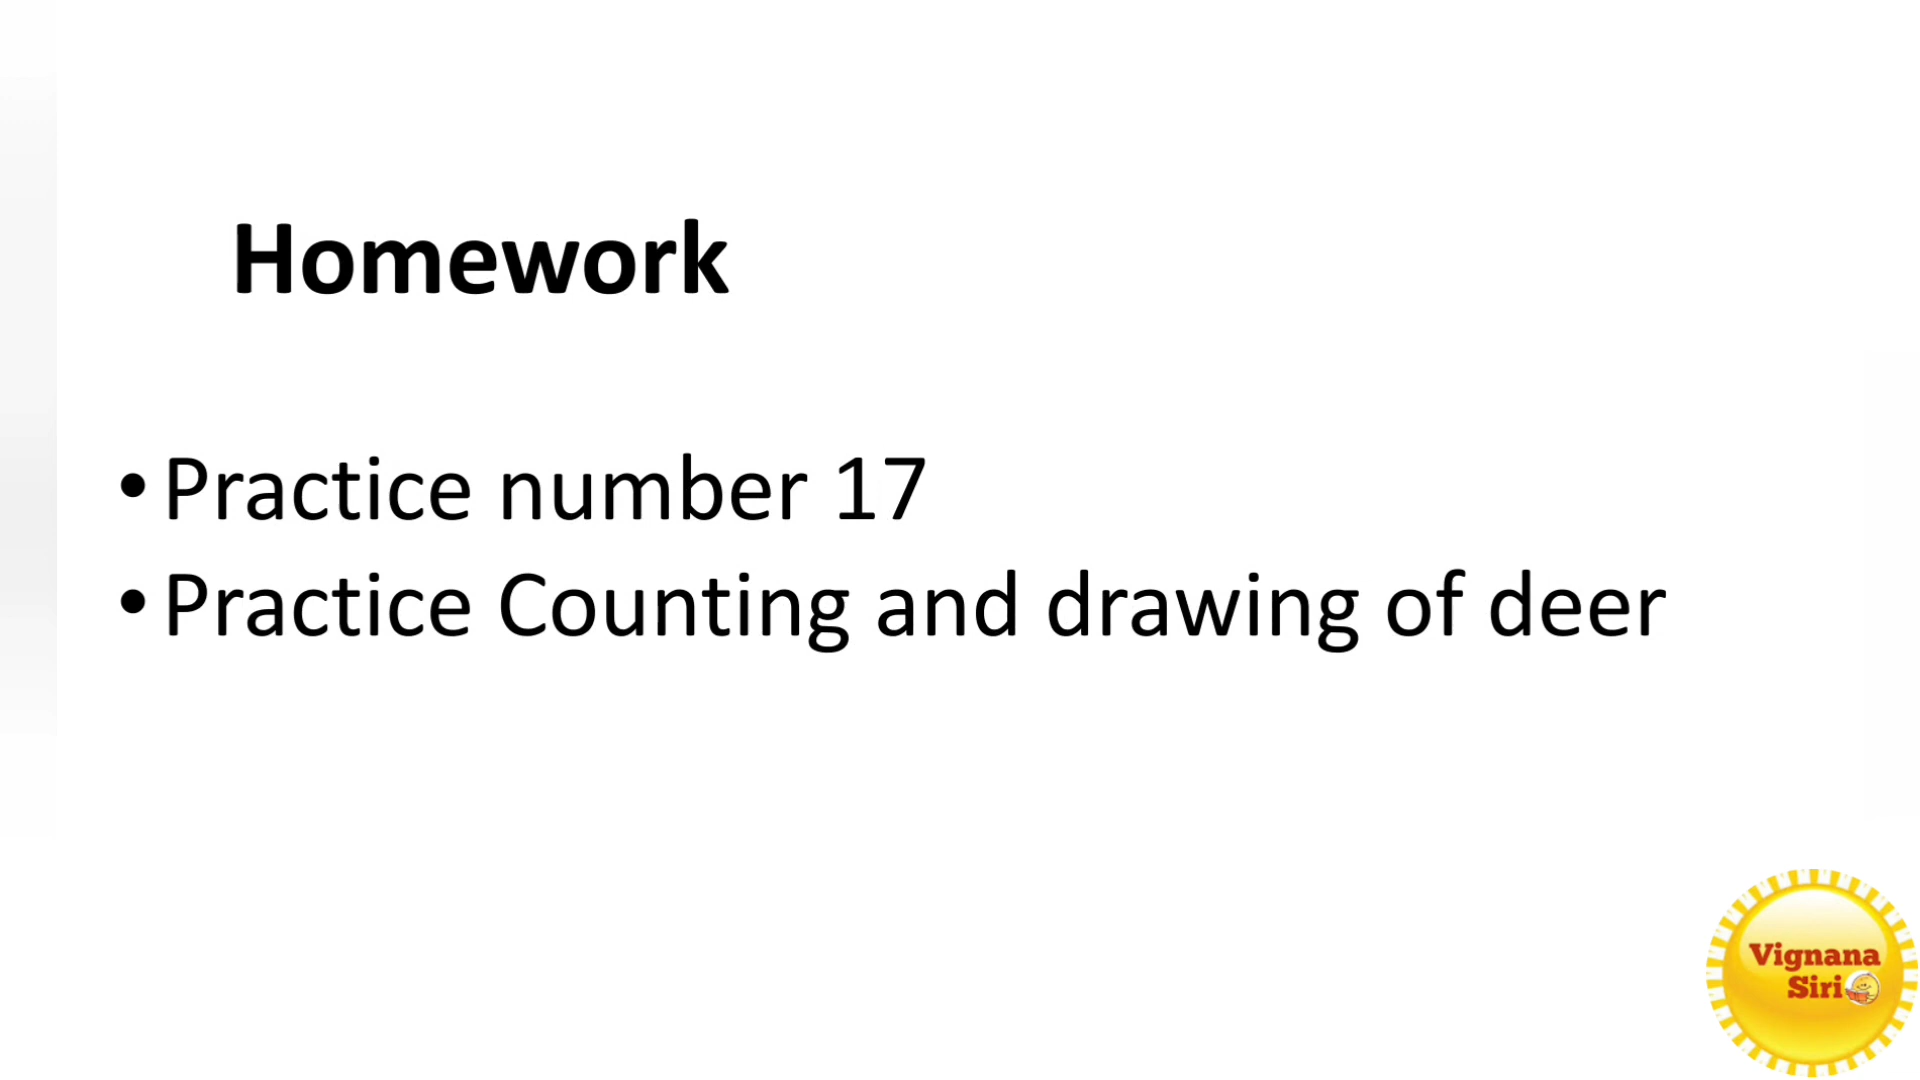 Homework
• Practice number 17
• Practice Counting and drawing of deer
Vignana
Siri